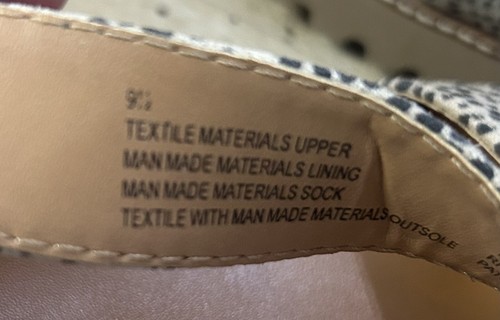 9½
TEXTILE MATERIALS UPPER
MAN MADE MATERIALS LINING
MAN MADE MATERIALS SOCK
TEXTILE WITH MAN MADE MATERIALS OUTSOLE